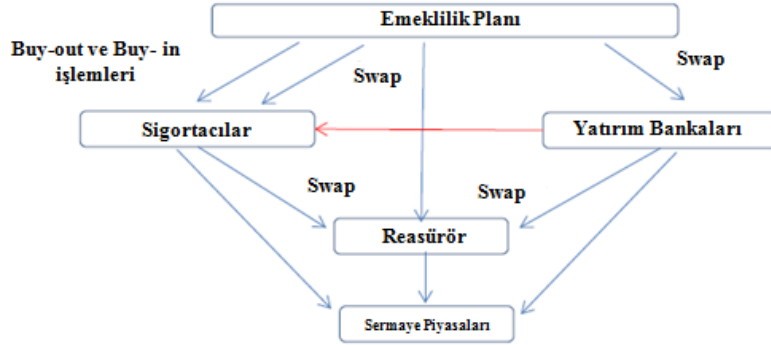 Emeklilik Planı
Buy-out ve Buy- in
işlemleri
Swap
Swap
Sigortacılar
Yatırım Bankaları
Swap
Swap
Reasürör
Sermaye Piyasaları